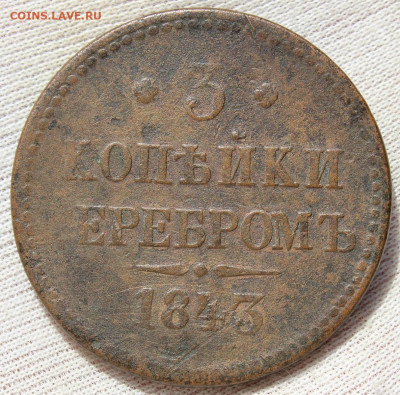 COINS.LAVE.RU
3
КОПѢЙКИ
СЕРЕБРОМЪ
1843